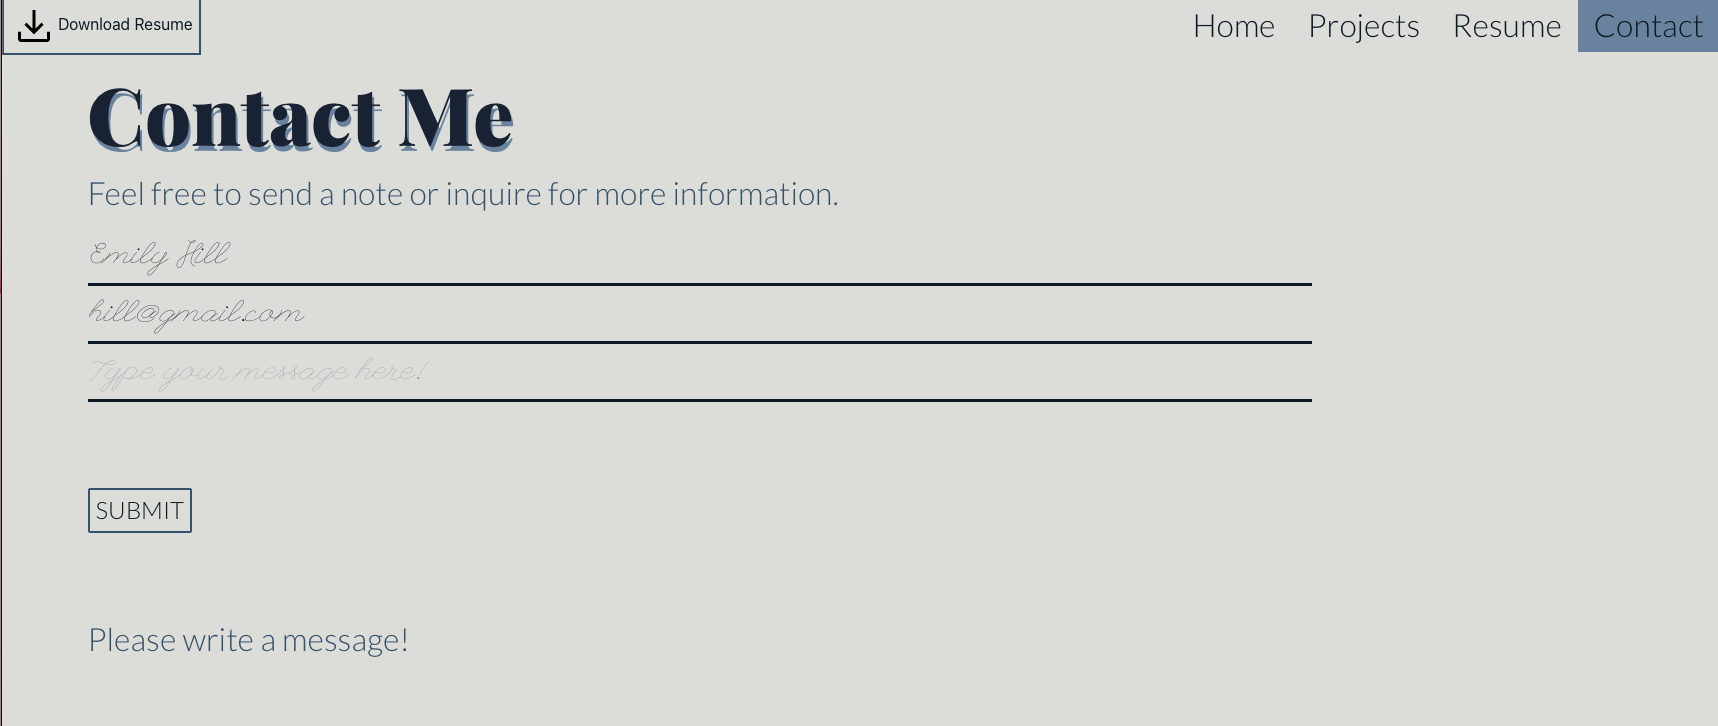 Download Resume
Home Projects Resume Contact
Contact Me
Feel free to send a note or inquire for more information.
Emily Hill
hill@gmail.com
Type your message here!
SUBMIT
Please write a message!